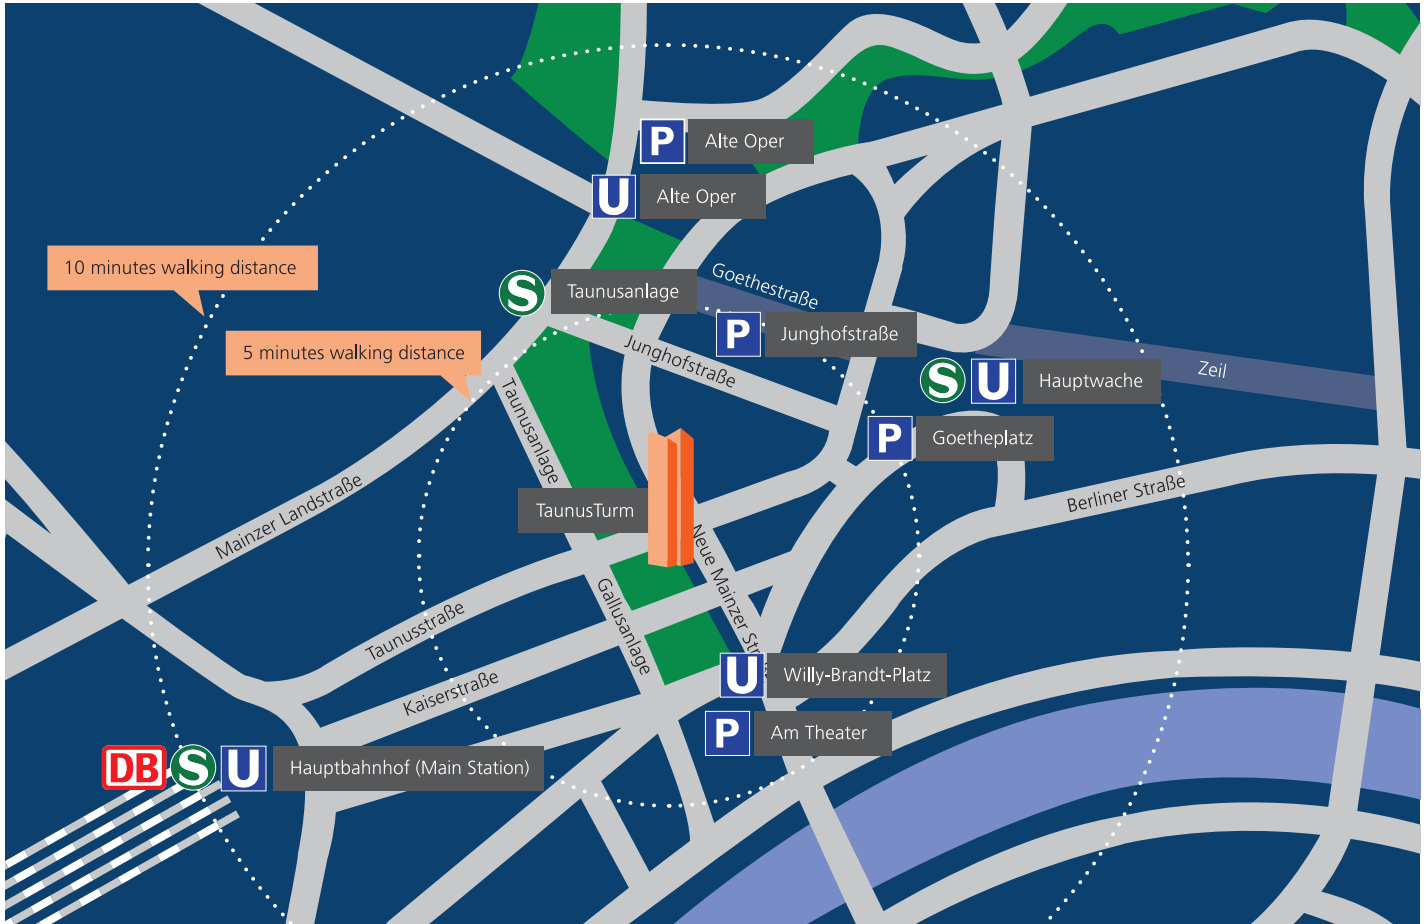 P
Alte Oper
U
Alte Oper
10 minutes walking distance
S
Taunusanlage
Goethestraße
P
Junghofstraße
5 minutes walking distance
Junghofstraße
S
U
Hauptwache
Zeil
Taunusanlage
P
Goetheplatz
Mainzer Landstraße
TaunusTurm
Berliner Straße
Neue Mainzer
Gallusanlage
Taunusstraße
Kaiserstraße
U
Willy-Brandt-Platz
P
Am Theater
DB
S
U
Hauptbahnhof (Main Station)